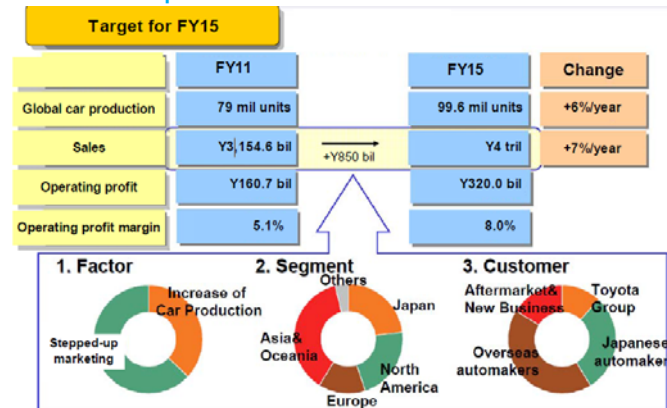 Target for FY15
FY11 FY15 Change
Global car production 79 mil units 99.6 mil units +6%/year
Sales Y3,154.6 bil +Y850 bil Y4 tril +7%/year
Operating profit Y160.7 bil Y320.0 bil
Operating profit margin 5.1% 8.0%
1. Factor 2. Segment 3. Customer
Increase of
Car Production
Stepped-up
marketing
Others
Japan
Asia&
Oceania
North
America
Europe
Aftermarket&
New Business
Toyota
Group
Overseas
automakers
Japanese
automakers